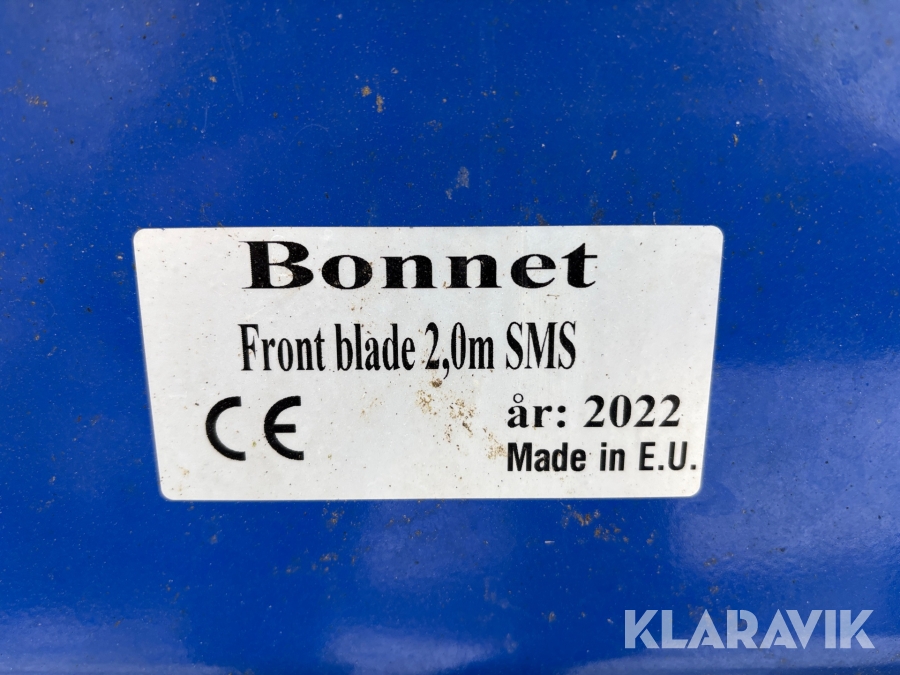 Bonnet
Front blade 2,0m SMS
CE
år: 2022
Made in E.U.
KLARAVIK